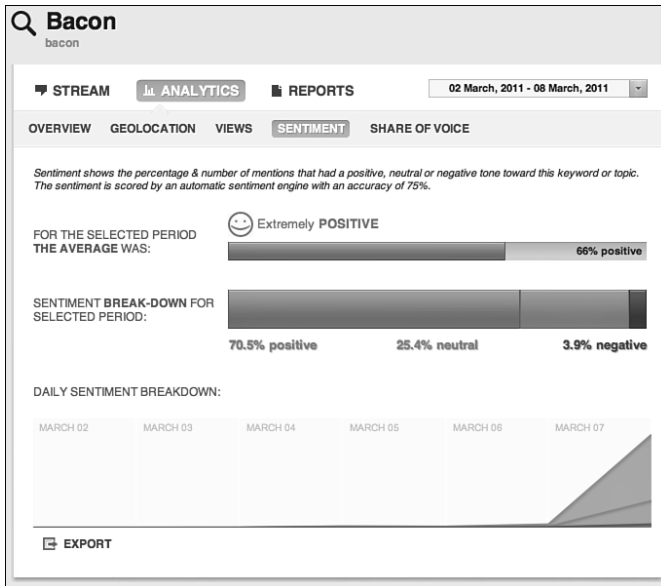 Bacon
bacon
STREAM ANALYTICS REPORTS 02 March, 2011 - 08 March, 2011
OVERVIEW GEOLOCATION VIEWS SENTIMENT SHARE OF VOICE
Sentiment shows the percentage & number of mentions that had a positive, neutral or negative tone toward this keyword or topic.
The sentiment is scored by an automatic sentiment engine with an accuracy of 75%.
Extremely POSITIVE
FOR THE SELECTED PERIOD
THE AVERAGE WAS:
66% positive
SENTIMENT BREAK-DOWN FOR
SELECTED PERIOD:
70.5% positive 25.4% neutral 3.9% negative
DAILY SENTIMENT BREAKDOWN:
MARCH 02 MARCH 03 MARCH 04 MARCH 05 MARCH 06 MARCH 07
EXPORT